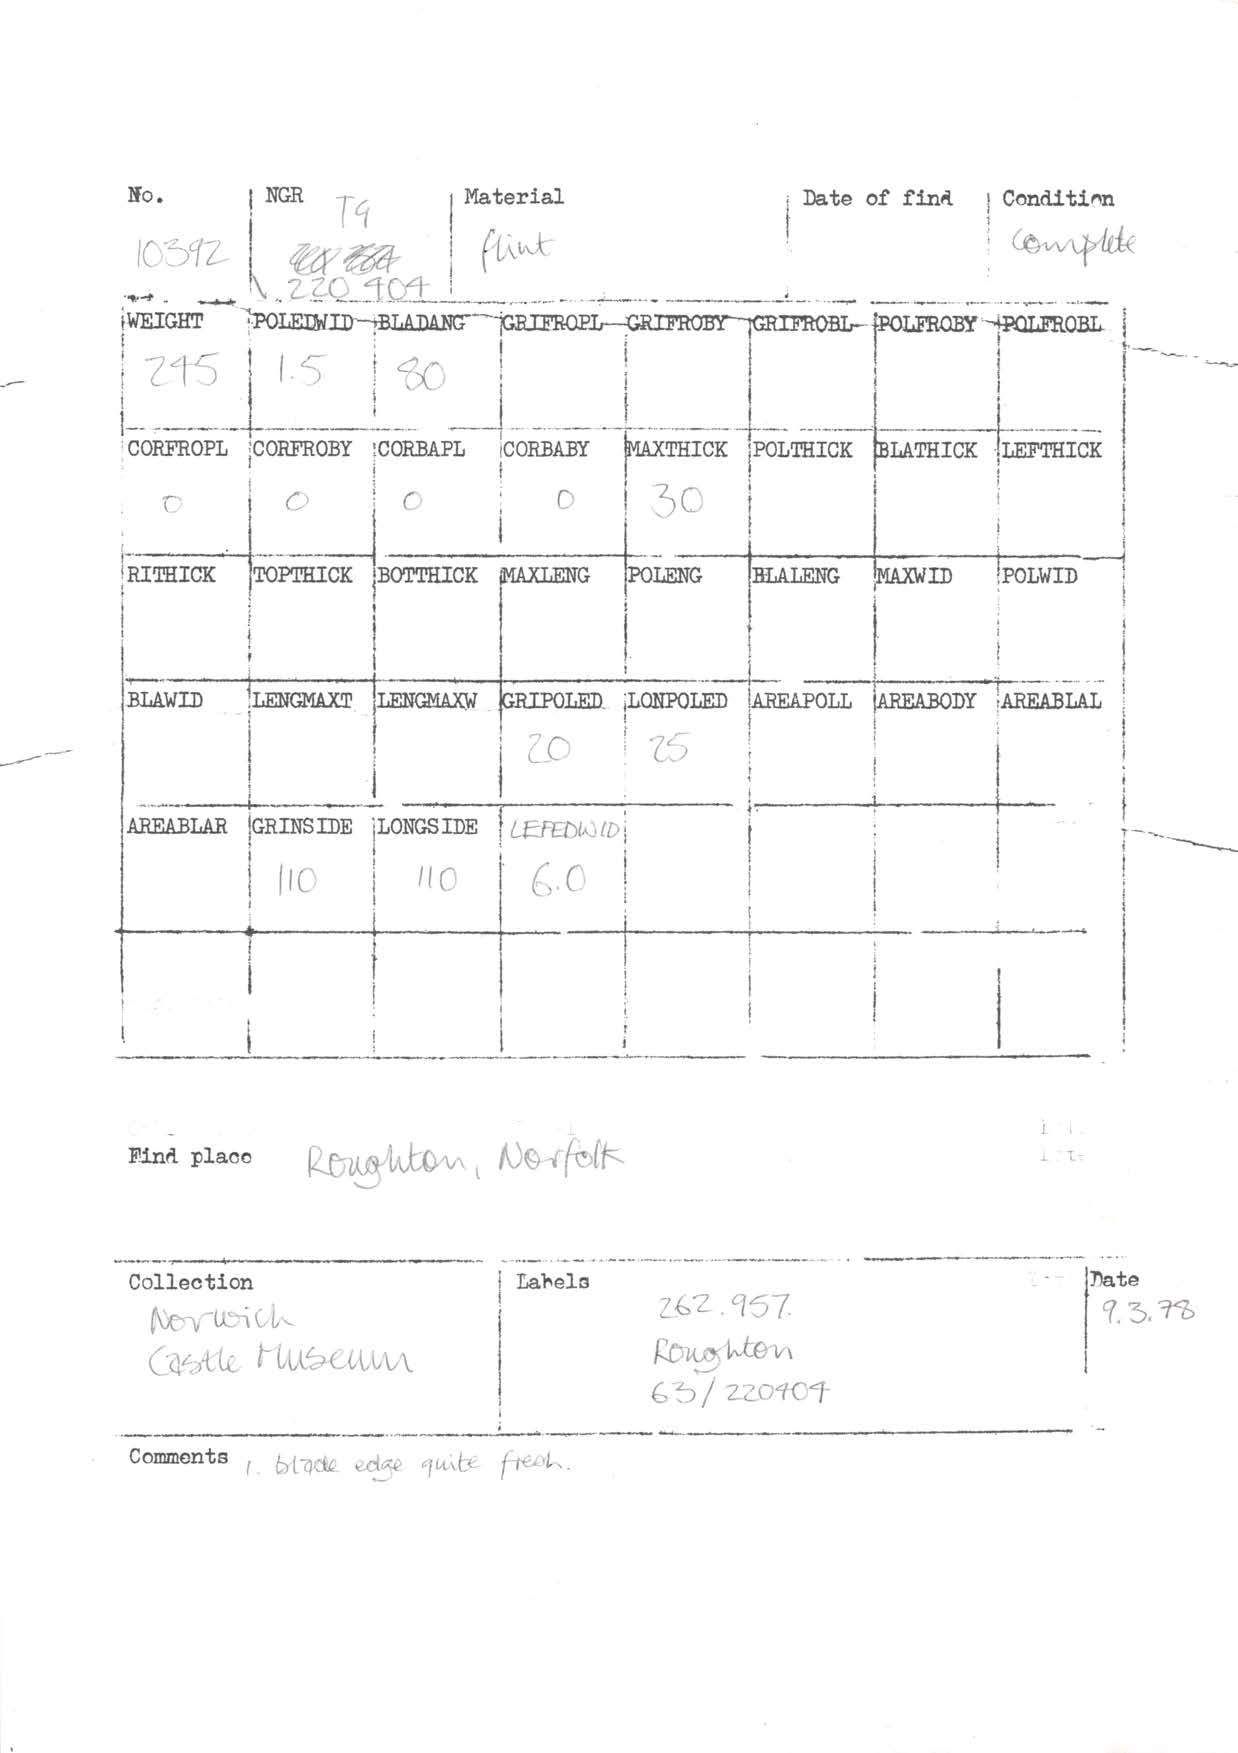 No. NGR Material Date of find Condition
TG
10392 flint complete
220 404
WEIGHT POLEDWID BLADANG GRIFROPL GRIFROBY GRIFROBL POLFROBY POLFROBL
245 1.5 80
CORFROPL CORFROBY CORBAPL CORBABY MAXTHICK POLTHICK BLATHICK LEFTHICK
0 0 0 0 30
RITHICK TOPTHICK BOTTHICK MAXLENG POLENG BLALENG MAXWID POLWID
BLAWID LENGMAXT LENGMAXW GRIPOLED LONPOLED AREAPOLL AREABODY AREABLAL
20 25
AREABLAR GRINSIDE LONGSIDE LEFEDWID
110 110 6.0
Find place Roughton, Norfolk
Collection Labels Date
Norwich 262.957. 9.3.78
Castle Museum Roughton
63/220404
Comments 1. blade edge quite fresh.